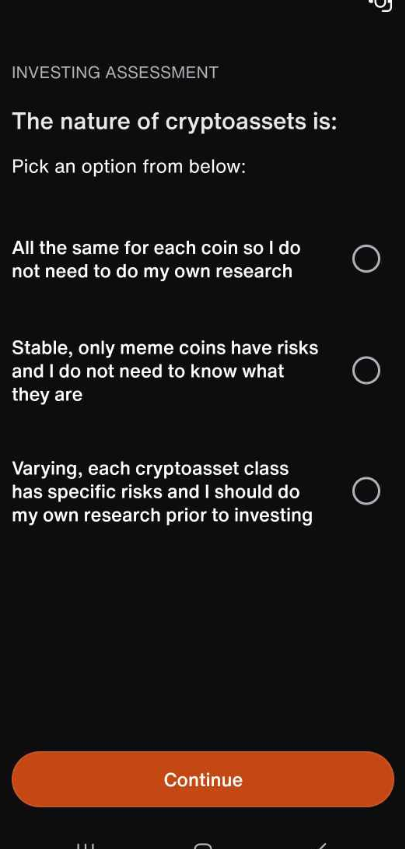 INVESTING ASSESSMENT
The nature of cryptoassets is:
Pick an option from below:
All the same for each coin so I do
not need to do my own research
Stable, only meme coins have risks
and I do not need to know what
they are
Varying, each cryptoasset class
has specific risks and I should do
my own research prior to investing
Continue